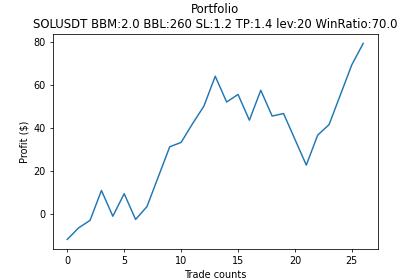 Portfolio
SOLUSDT BBM:2.0 BBL:260 SL:1.2 TP:1.4 lev:20 WinRatio:70.0
80
60
40
20
0
Profit ($)
0 5 10 15 20 25
Trade counts